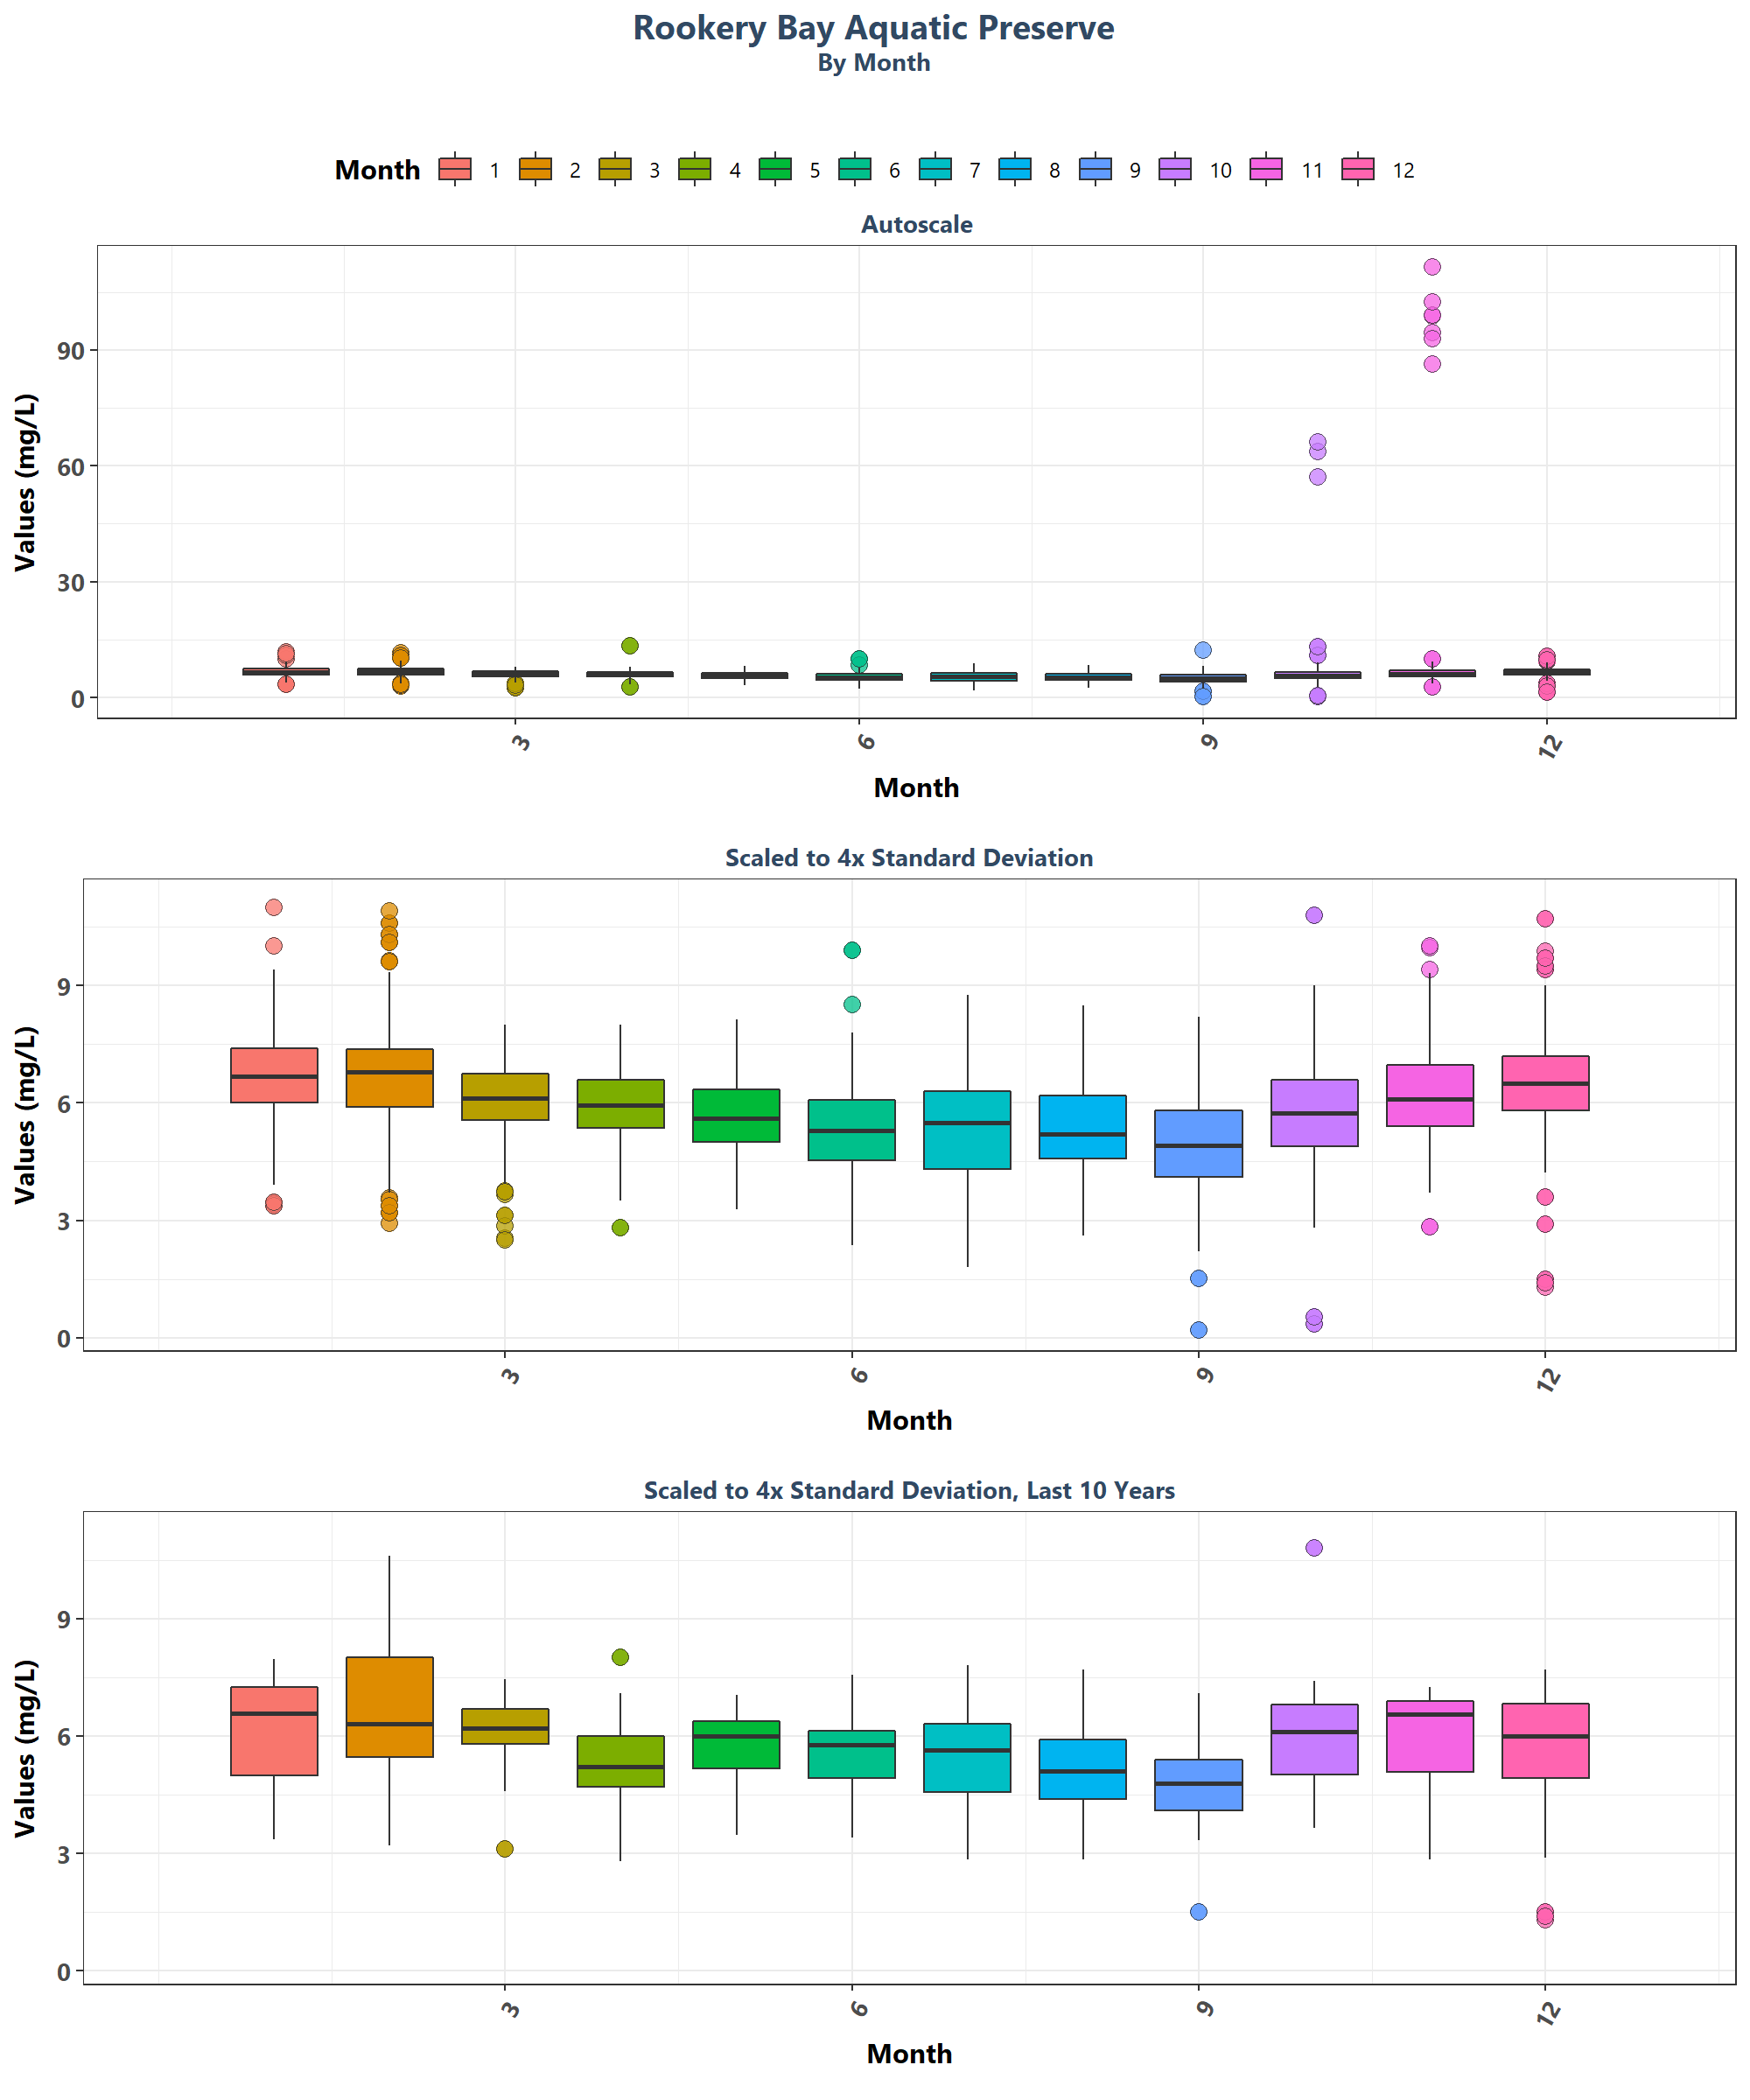 Rookery Bay Aquatic Preserve
By Month
Month 1 2 3 4 5 6 7 8 9 10 11 12
Autoscale
Values (mg/L)
90
60
30
0
3 6 9 12
Month
Scaled to 4x Standard Deviation
Values (mg/L)
9
6
3
0
3 6 9 12
Month
Scaled to 4x Standard Deviation, Last 10 Years
Values (mg/L)
9
6
3
0
3 6 9 12
Month